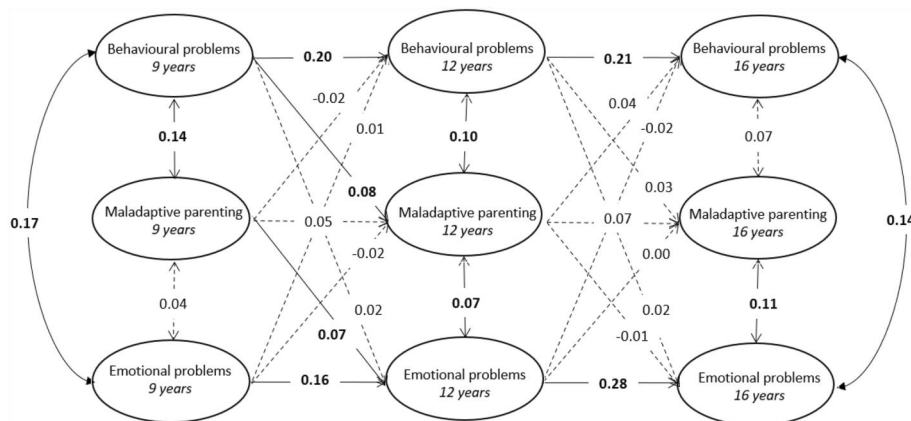 Behavioural problems
9 years
Behavioural problems
12 years
Behavioural problems
16 years
0.20
0.21
-0.02
0.01
0.04
-0.02
0.14
0.10
0.07
0.08
0.03
Maladaptive parenting
9 years
Maladaptive parenting
12 years
Maladaptive parenting
16 years
0.17
0.05
0.07
0.14
-0.02
0.00
0.04
0.02
0.07
0.07
0.02
-0.01
0.11
Emotional problems
9 years
Emotional problems
12 years
Emotional problems
16 years
0.16
0.28